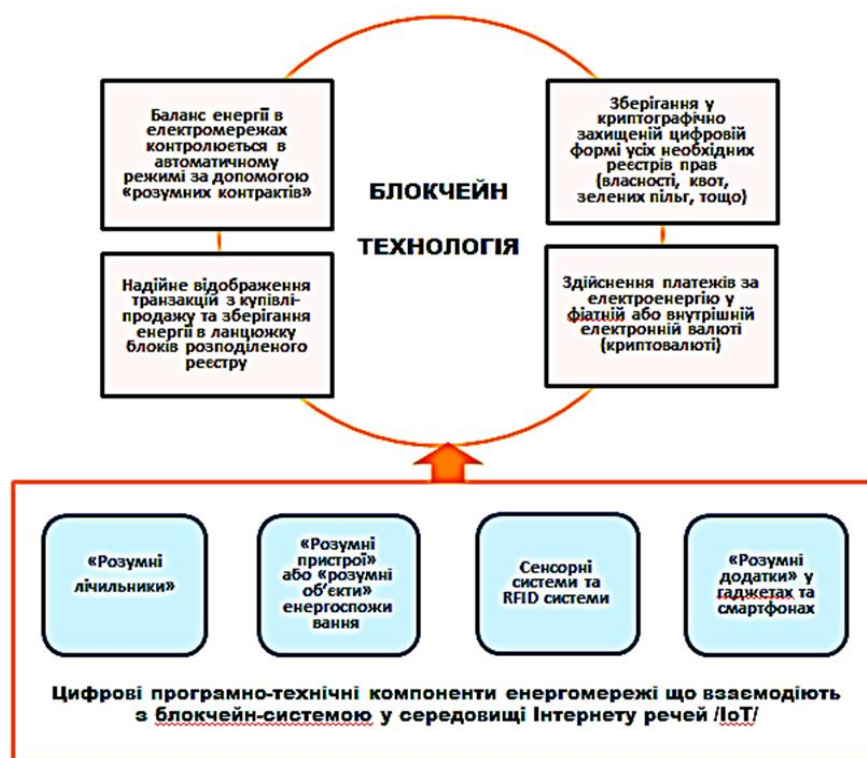 Баланс енергії в
електромережах
контролюється в
автоматичному
режимі за допомогою
«розумних контрактів»
Зберігання у
криптографічно
захищеній цифровій
формі усіх необхідних
реєстрів прав
(власності, квот,
зелених пільг, тощо)
БЛОКЧЕЙН
ТЕХНОЛОГІЯ
Надійне відображення
транзакцій з купівлі-
продажу та зберігання
енергії в ланцюжку
блоків розподіленого
реєстру
Здійснення платежів за
електроенергію у
фіатній або внутрішній
електронній валюті
(криптовалюті)
«Розумні
лічильники»
«Розумні
пристрої»
або «розумні
об’єкти»
енергоспожи
вання
Сенсорні
системи та
RFID системи
«Розумні
додатки» у
гаджетах та
смартфонах
Цифрові програмно-технічні компоненти енергомережі що взаємодіють
з блокчейн-системою у середовищі Інтернету речей /ІоТ/